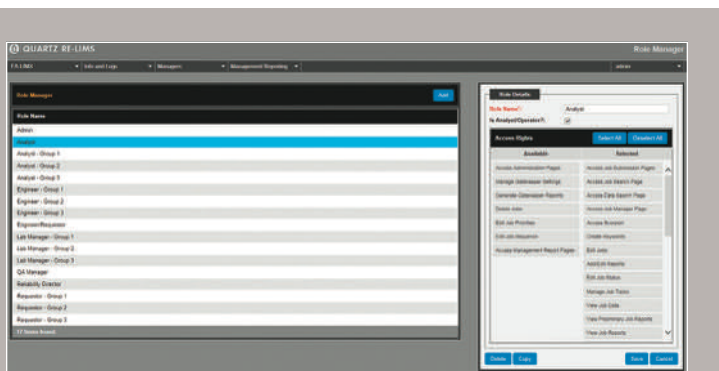 QUARTZ RE-LIMS
Role Manager
Info and Logs
Managers
Management Reporting
admin
Role Manager
Add
Role Name
Admin
Analyst
Analyst - Group 1
Analyst - Group 2
Analyst - Group 3
Engineer - Group 1
Engineer - Group 2
Engineer - Group 3
Engineer/Requestor
Lab Manager - Group 1
Lab Manager - Group 2
Lab Manager - Group 3
QA Manager
Reliability Director
Requestor - Group 1
Requestor - Group 2
Requestor - Group 3
17 Items found.
Role Details
Role Name*:
Analyst
Is Analyst/Operator?:
Access Rights
Select All
Deselect All
Available
Selected
Access Administration Pages
Manage Datenwaser Settings
Generate Datenwaser Reports
Delete Jobs
Edit Job Priorities
Edit Job Requestor
Access Management Report Pages
Access Job Submission Pages
Access Job Search Page
Access Data Search Page
Access Job Manager Page
Access Browser
Create Keywords
Edit Jobs
Add/Edit Reports
Edit Job Status
Manage Job Tasks
View Job Data
View Preliminary Job Reports
View Job Reports
Delete
Copy
Save
Cancel